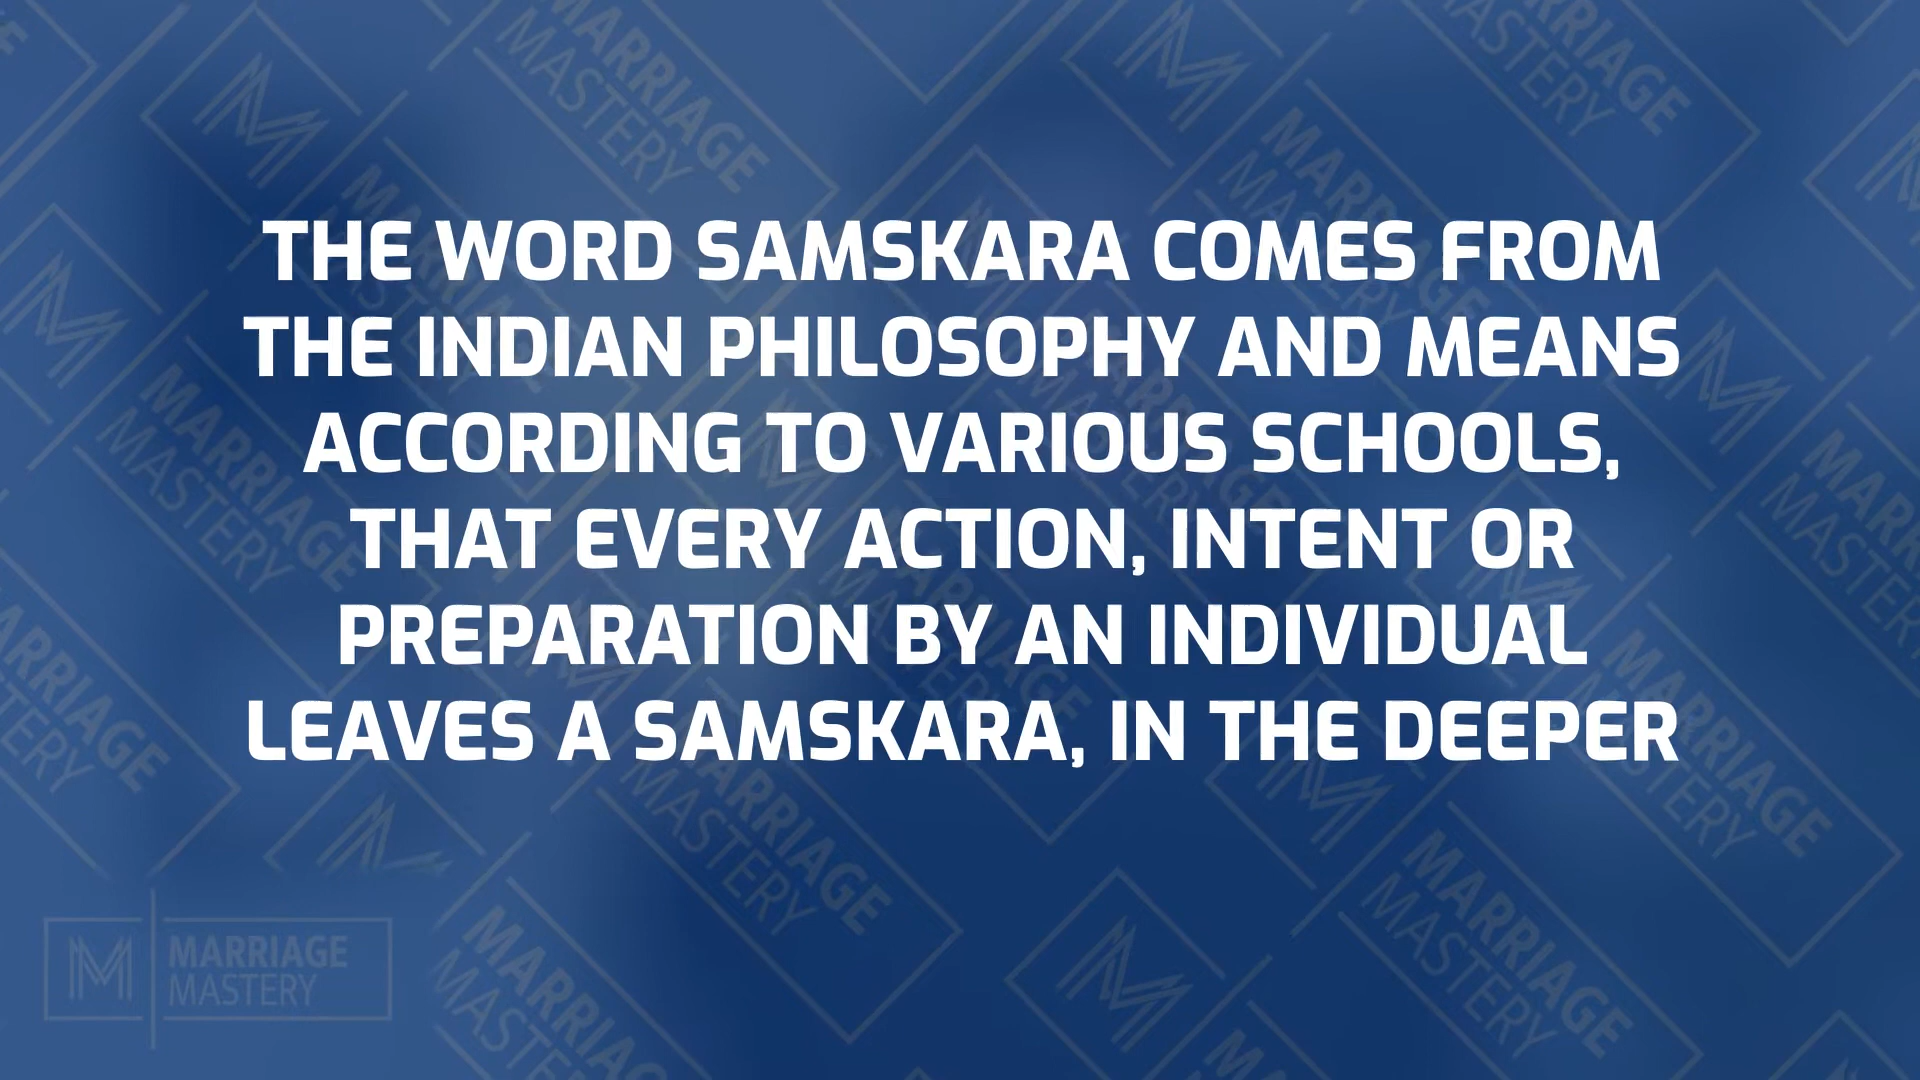 THE WORD SAMSKARA COMES FROM
THE INDIAN PHILOSOPHY AND MEANS
ACCORDING TO VARIOUS SCHOOLS,
THAT EVERY ACTION, INTENT OR
PREPARATION BY AN INDIVIDUAL
LEAVES A SAMSKARA, IN THE DEEPER
MARRIAGE
MASTERY